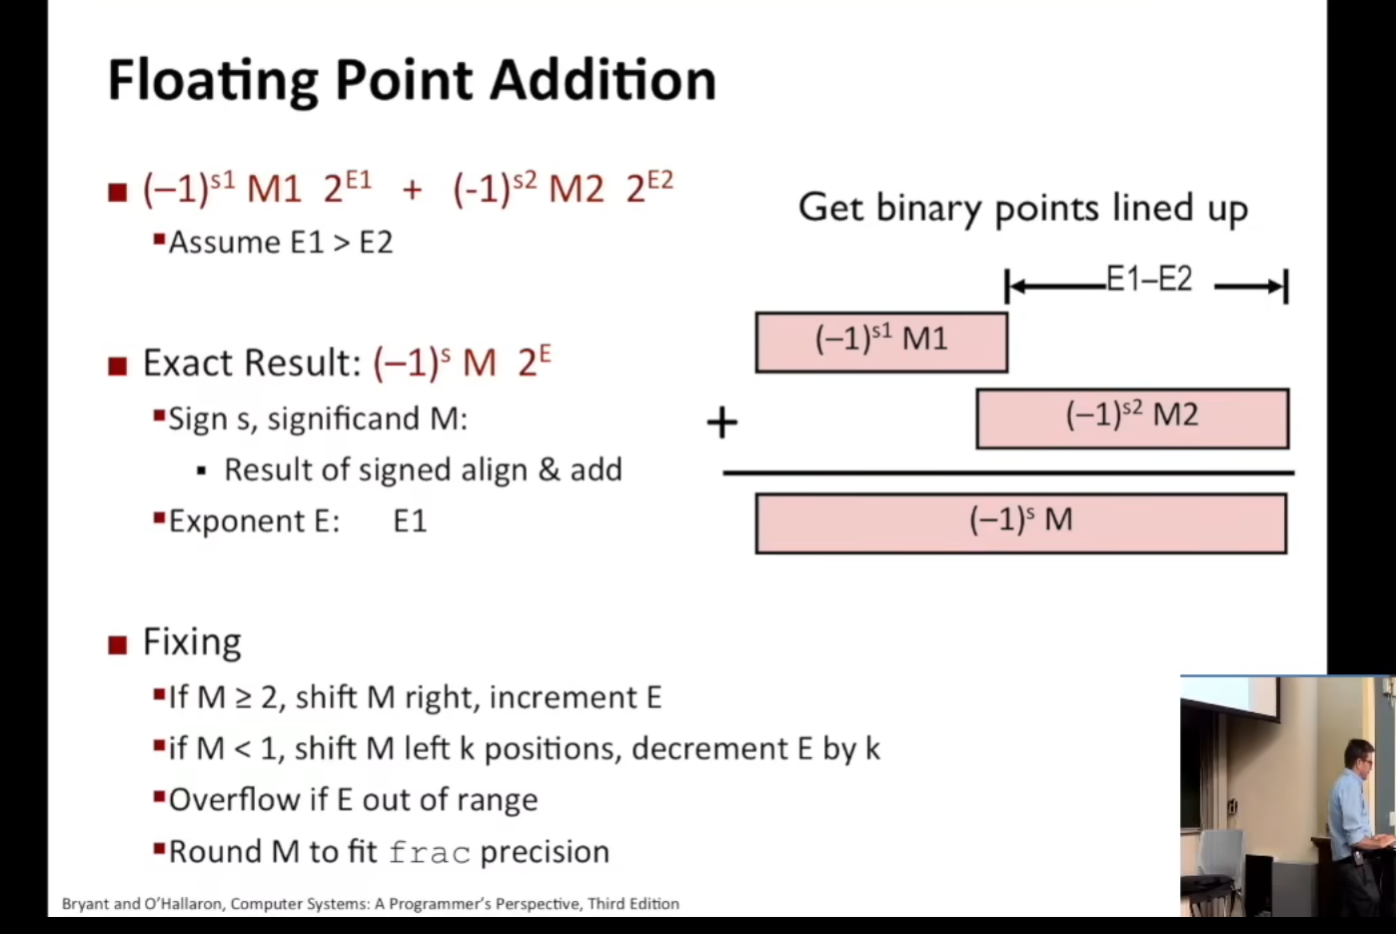 Floating Point Addition
(–1)^s1 M1 2^E1 + (-1)^s2 M2 2^E2
Assume E1 > E2
Get binary points lined up
E1–E2
(–1)^s1 M1
+
(–1)^s2 M2
(–1)^s M
Exact Result: (–1)^s M 2^E
Sign s, significand M:
Result of signed align & add
Exponent E: E1
Fixing
If M ≥ 2, shift M right, increment E
if M < 1, shift M left k positions, decrement E by k
Overflow if E out of range
Round M to fit frac precision
Bryant and O'Hallaron, Computer Systems: A Programmer's Perspective, Third Edition